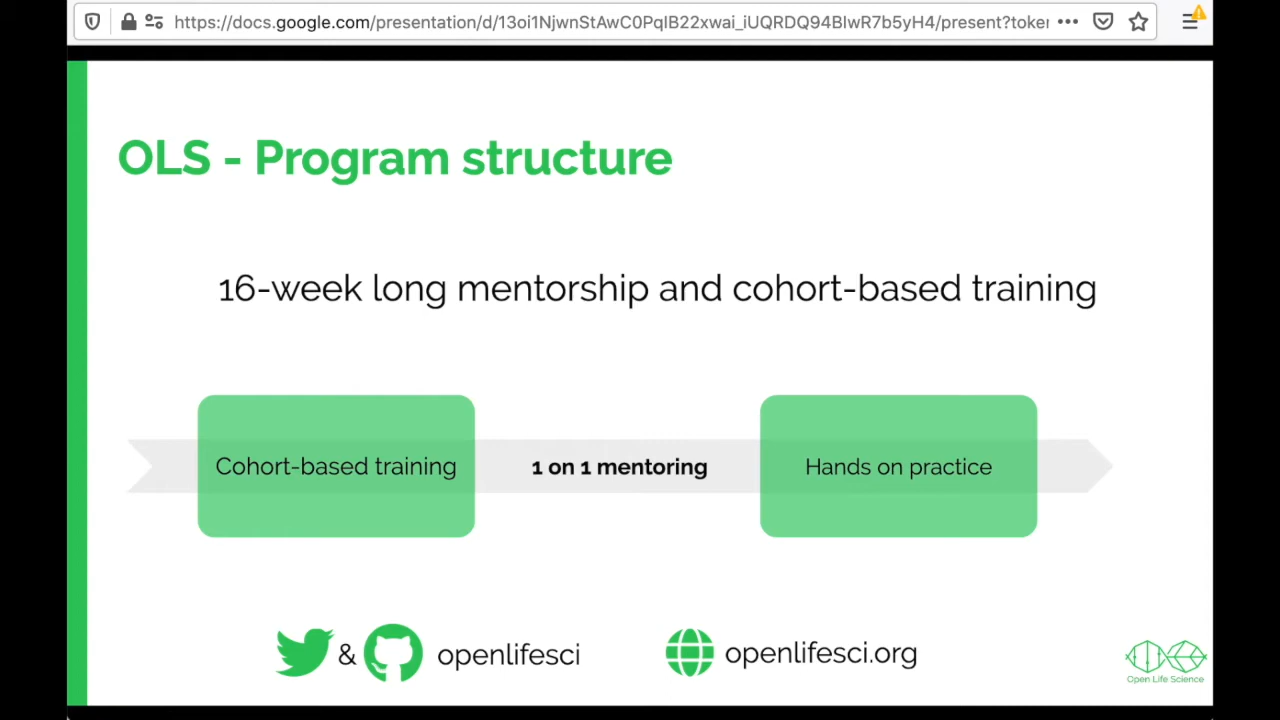 https://docs.google.com/presentation/d/13oi1NjwnStAwC0PqIB22xwai_iUQRDQ94BIwR7b5yH4/present?token
OLS - Program structure
16-week long mentorship and cohort-based training
Cohort-based training
1 on 1 mentoring
Hands on practice
& openlifesci
openlifesci.org
Open Life Science